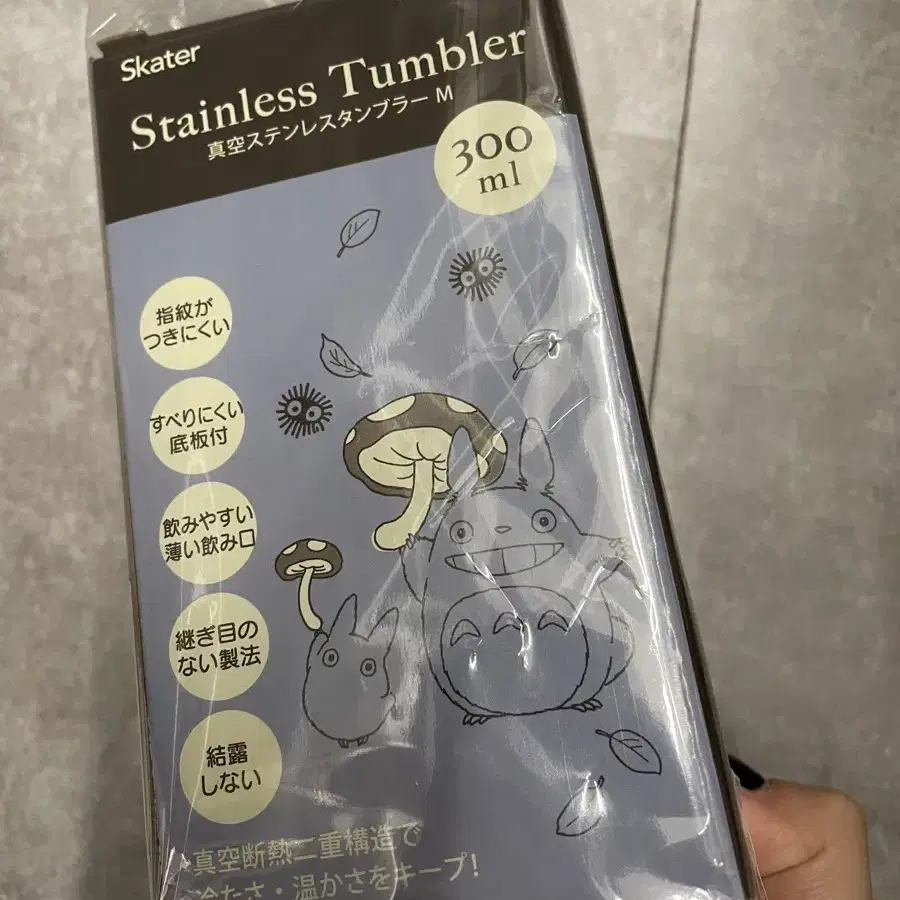 Skater
Stainless Tumbler
真空ステンレスタンブラー M
300
ml
指紋が
つきにくい
すべりにくい
底板付
飲みやすい
薄い飲み口
継ぎ目の
ない製法
結露
しない
真空断熱二重構造で
冷たさ・温かさをキープ!